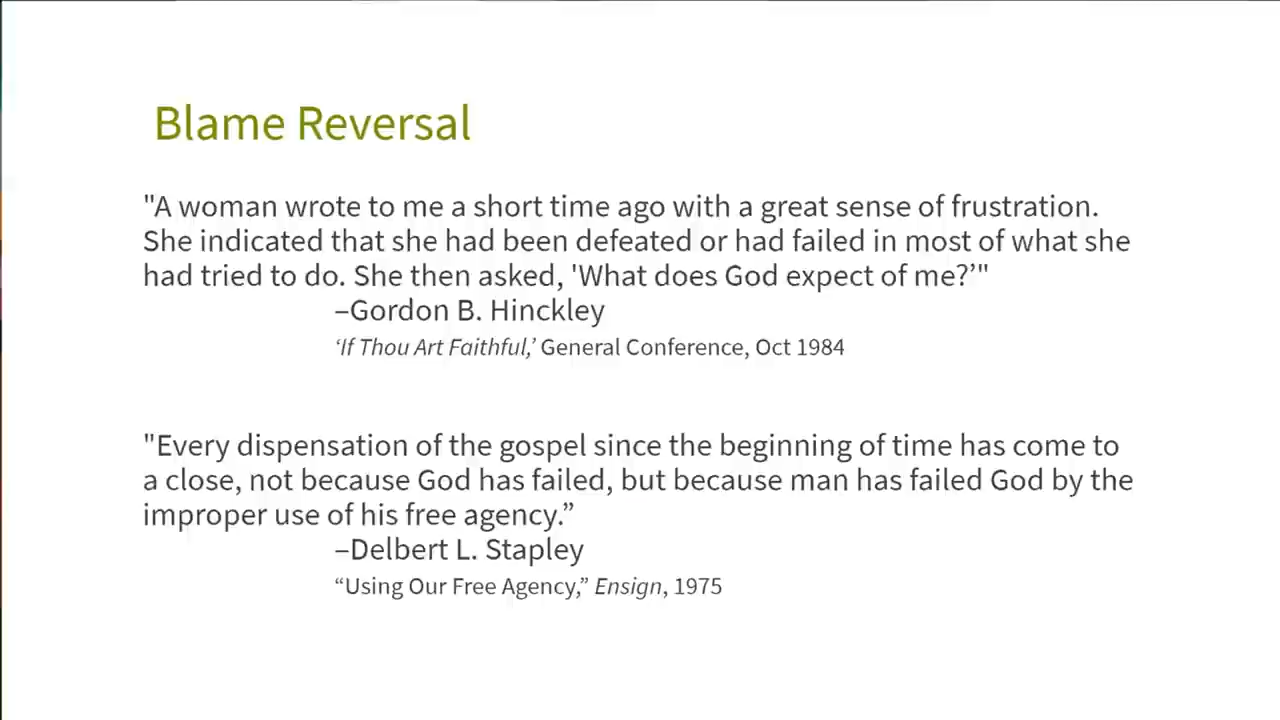 Blame Reversal
"A woman wrote to me a short time ago with a great sense of frustration.
She indicated that she had been defeated or had failed in most of what she
had tried to do. She then asked, 'What does God expect of me?’"
–Gordon B. Hinckley
‘If Thou Art Faithful,’ General Conference, Oct 1984
"Every dispensation of the gospel since the beginning of time has come to
a close, not because God has failed, but because man has failed God by the
improper use of his free agency.”
–Delbert L. Stapley
“Using Our Free Agency,” Ensign, 1975